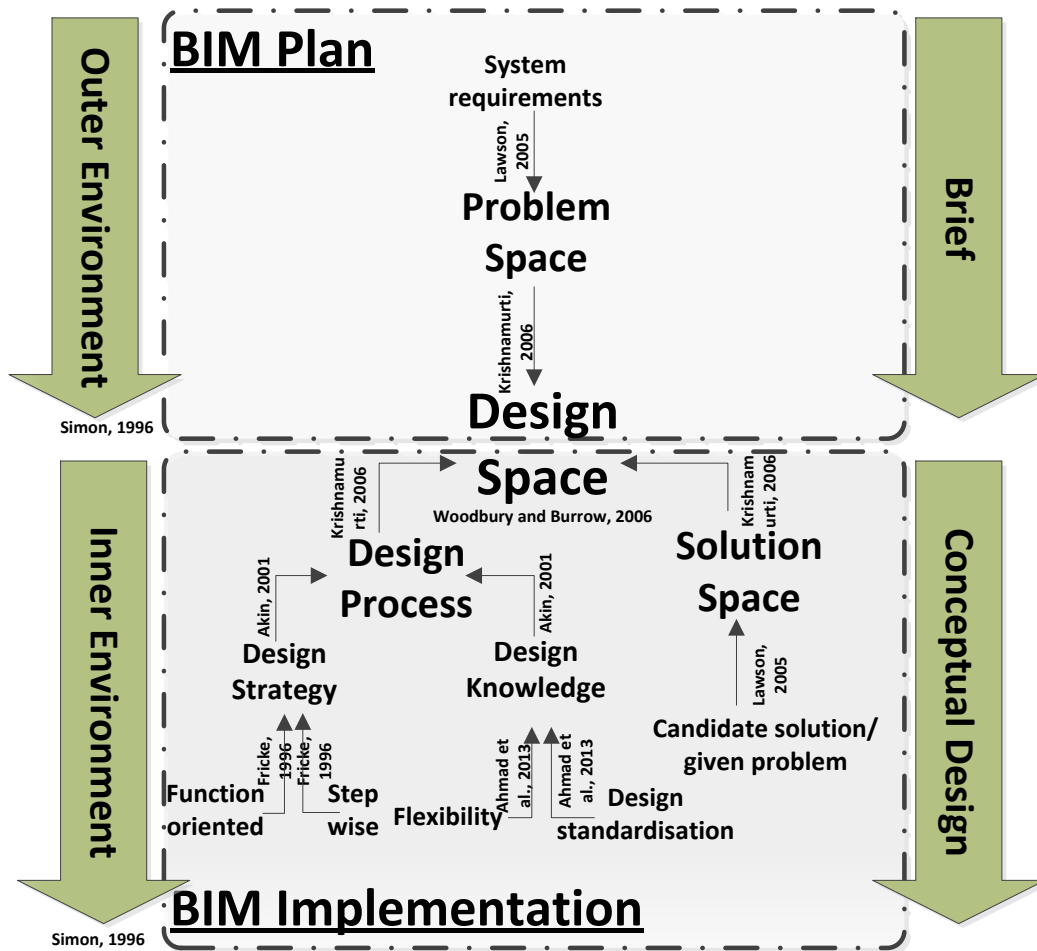 BIM Plan
Outer Environment
Simon, 1996
System
requirements
Lawson,
2005
Problem
Space
Krishnamurti,
2006
Design
Brief
Space
Woodbury and Burrow, 2006
Krishnamu
rti, 2006
Krishnam
urti, 2006
Design
Process
Solution
Space
Akin, 2001
Akin, 2001
Design
Strategy
Design
Knowledge
Lawson,
2005
Candidate solution/
given problem
Fricke,
1996
Fricke,
1996
Ahmad et
al., 2013
Ahmad et
al., 2013
Function
oriented
Step
wise
Flexibility
Design
standardisation
Inner Environment
Simon, 1996
Conceptual Design
BIM Implementation